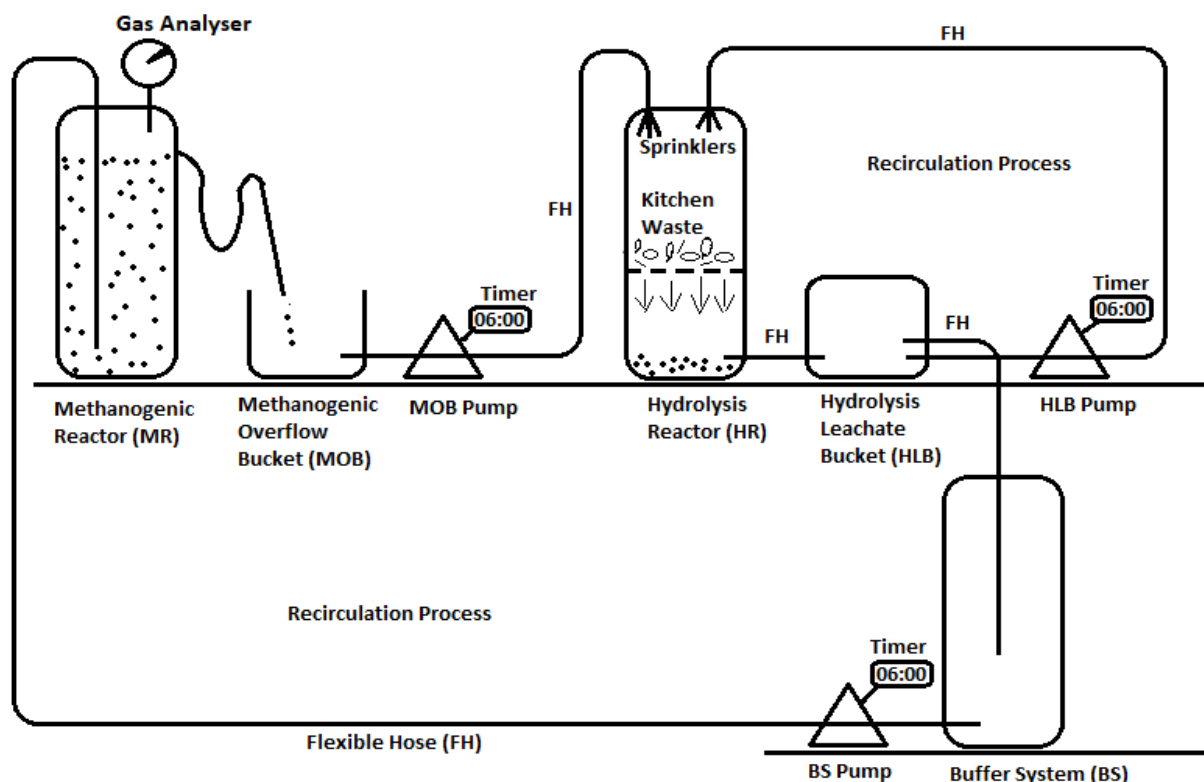 Gas Analyser
FH
Sprinklers
Recirculation Process
Kitchen
Waste
FH
Timer
06:00
Timer
06:00
FH
FH
Methanogenic
Reactor (MR)
Methanogenic
Overflow
Bucket (MOB)
MOB Pump
Hydrolysis
Reactor (HR)
Hydrolysis
Leachate
Bucket (HLB)
HLB Pump
Recirculation Process
Timer
06:00
Flexible Hose (FH)
BS Pump
Buffer System (BS)